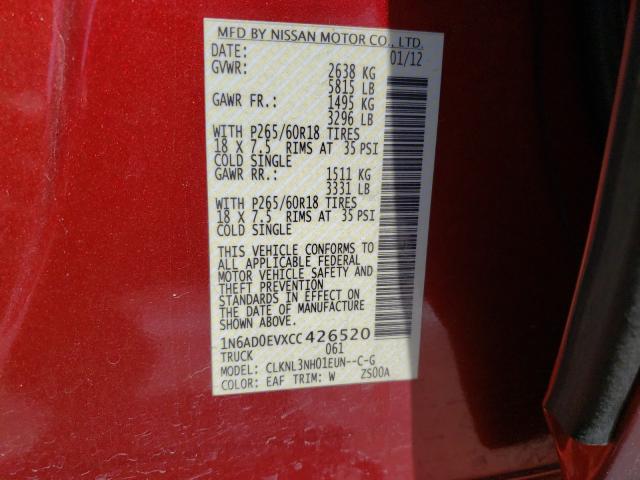 MFD BY NISSAN MOTOR CO., LTD.
DATE: 01/12
GVWR: 2638 KG
5815 LB
GAWR FR.: 1495 KG
3296 LB
WITH P265/60R18 TIRES
18 X 7.5 RIMS AT 35 PSI
COLD SINGLE
GAWR RR.: 1511 KG
3331 LB
WITH P265/60R18 TIRES
18 X 7.5 RIMS AT 35 PSI
COLD SINGLE
THIS VEHICLE CONFORMS TO
ALL APPLICABLE FEDERAL
MOTOR VEHICLE SAFETY AND
THEFT PREVENTION
STANDARDS IN EFFECT ON
THE DATE OF MANUFACTURE
SHOWN ABOVE.
1N6AD0EVXCC426520
TRUCK 061
MODEL: CLKNL3NH01EUN--C-G
COLOR: EAF TRIM: W ZS00A